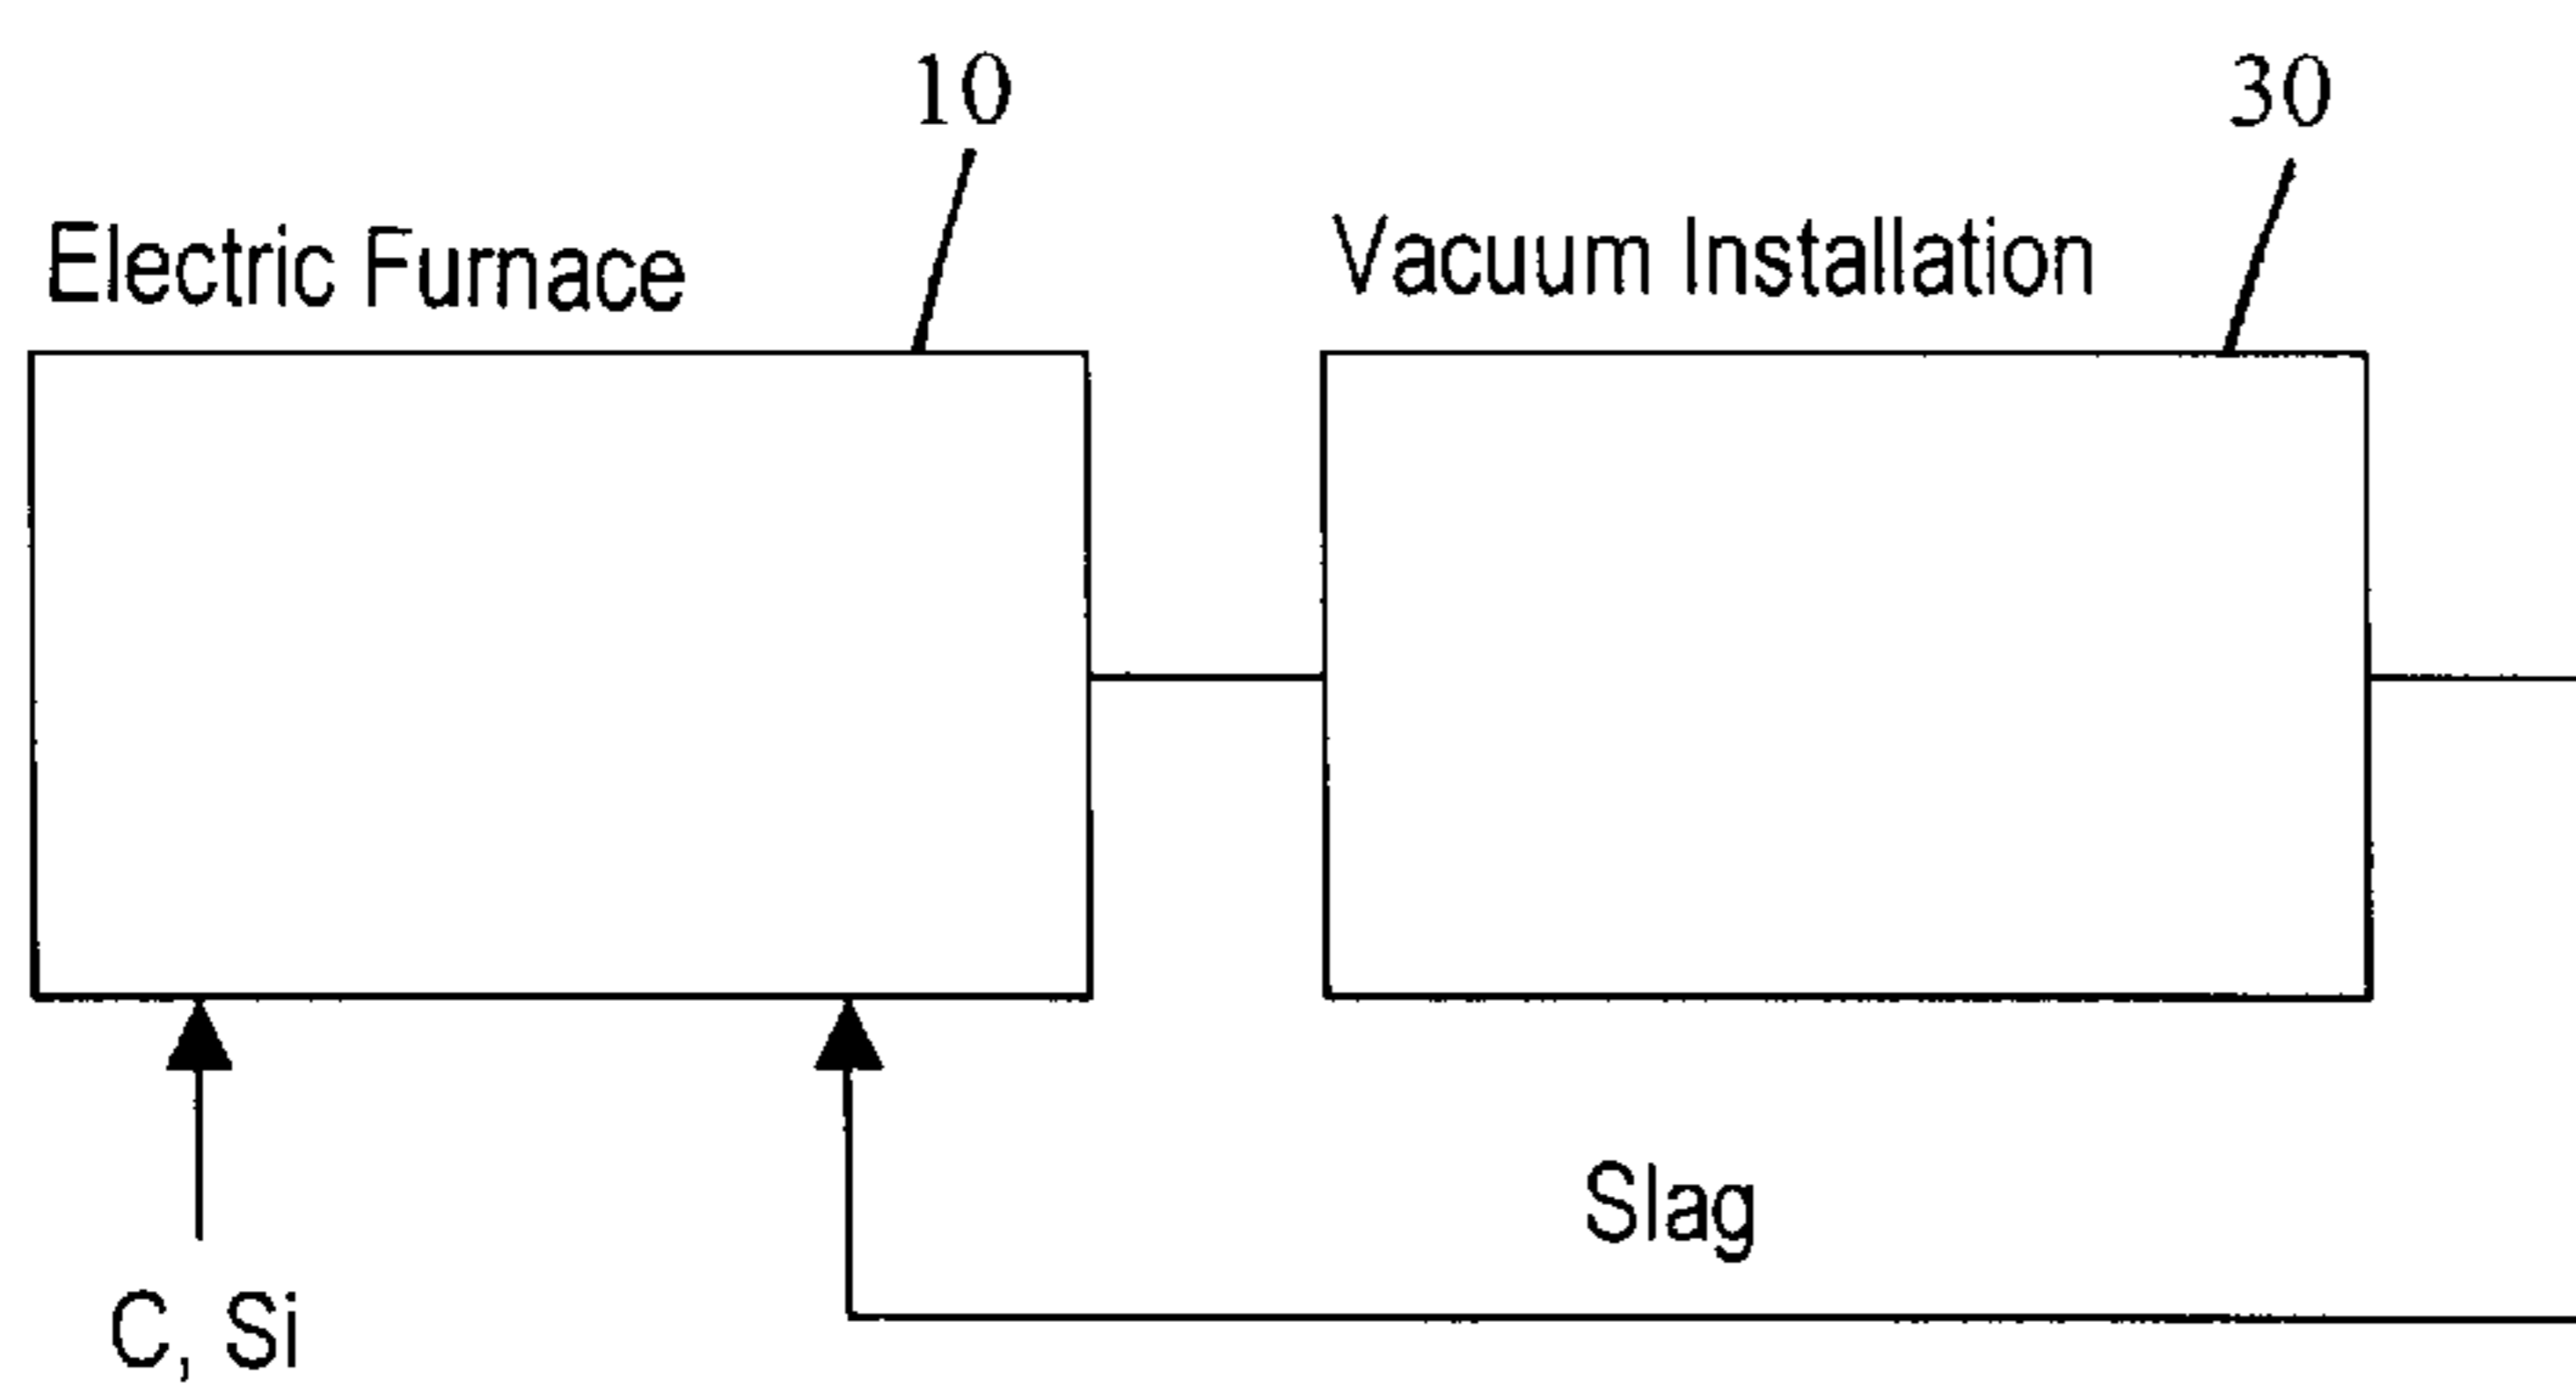 10
30
Electric Furnace
Vacuum Installation
Slag
C, Si